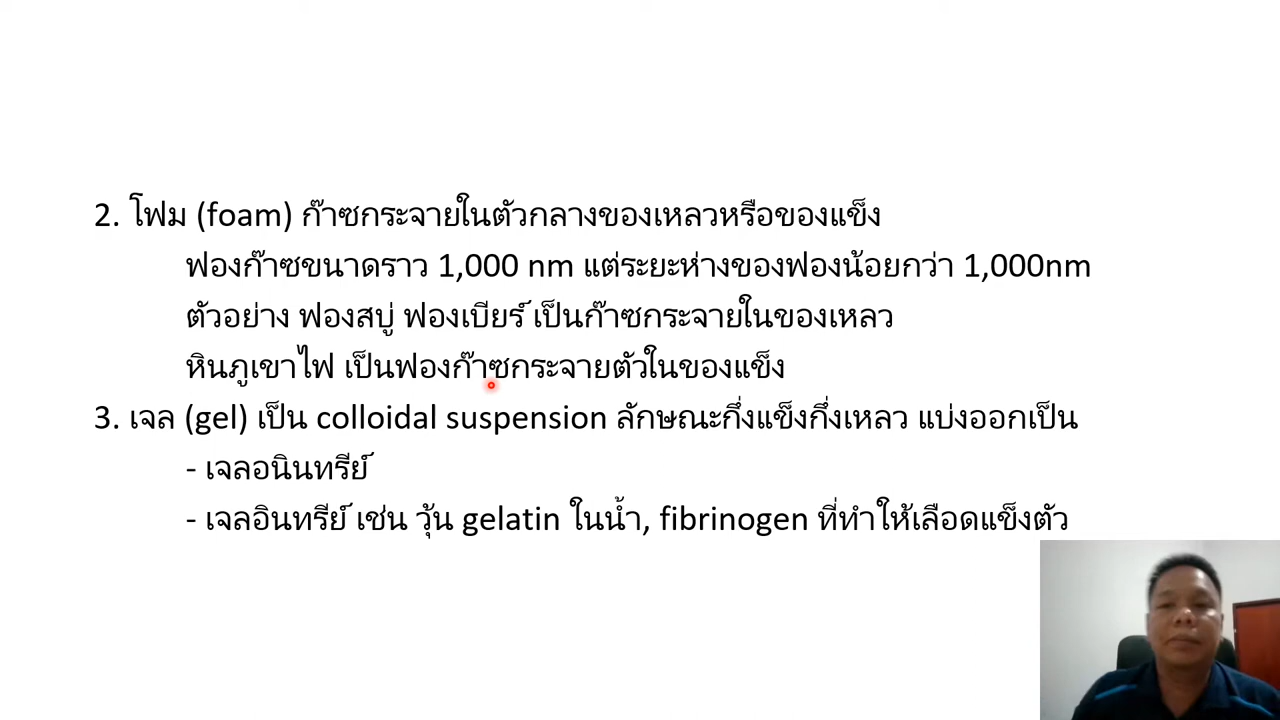 2. โฟม (foam) ก๊าซกระจายในตัวกลางของเหลวหรือของแข็ง
ฟองก๊าซขนาดราว 1,000 nm แต่ระยะห่างของฟองน้อยกว่า 1,000nm
ตัวอย่าง ฟองสบู่ ฟองเบียร์ เป็นก๊าซกระจายในของเหลว
หินภูเขาไฟ เป็นฟองก๊าซกระจายตัวในของแข็ง
3. เจล (gel) เป็น colloidal suspension ลักษณะกึ่งแข็งกึ่งเหลว แบ่งออกเป็น
- เจลอนินทรีย์
- เจลอินทรีย์ เช่น วุ้น gelatin ในน้ำ, fibrinogen ที่ทำให้เลือดแข็งตัว